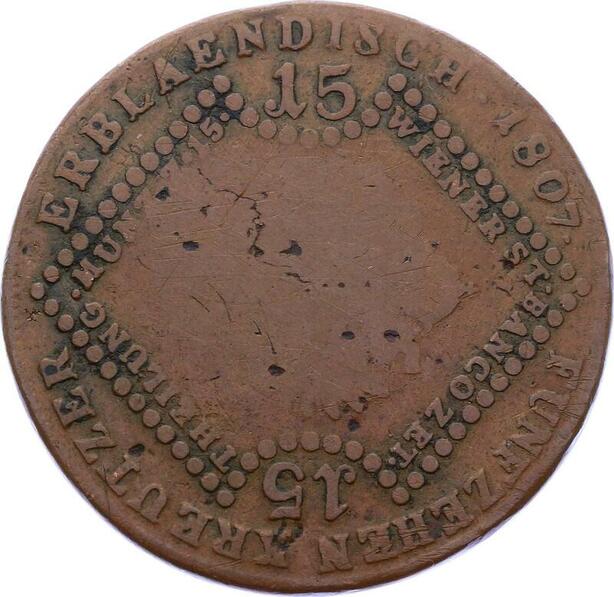 FUNFZEHEN KREUTZER ERBLAENDISCH · 1807 ·
15
WIENER ST. BANCOZET.
THEILUNG
15